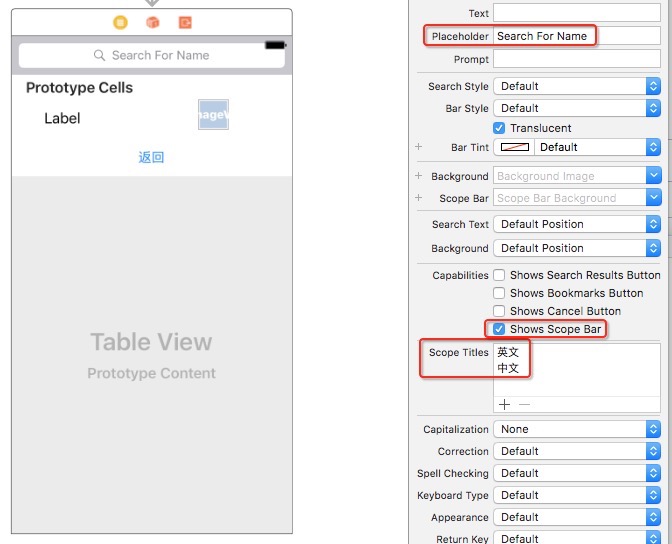 Search For Name
Prototype Cells
Label
返回
Table View
Prototype Content
Text
Placeholder Search For Name
Prompt
Search Style Default
Bar Style Default
Translucent
Bar Tint Default
Background Background Image
Scope Bar Scope Bar Background
Search Text Default Position
Background Default Position
Capabilities Shows Search Results Button
Shows Bookmarks Button
Shows Cancel Button
Shows Scope Bar
Scope Titles 英文
中文
Capitalization None
Correction Default
Spell Checking Default
Keyboard Type Default
Appearance Default
Return Key Default